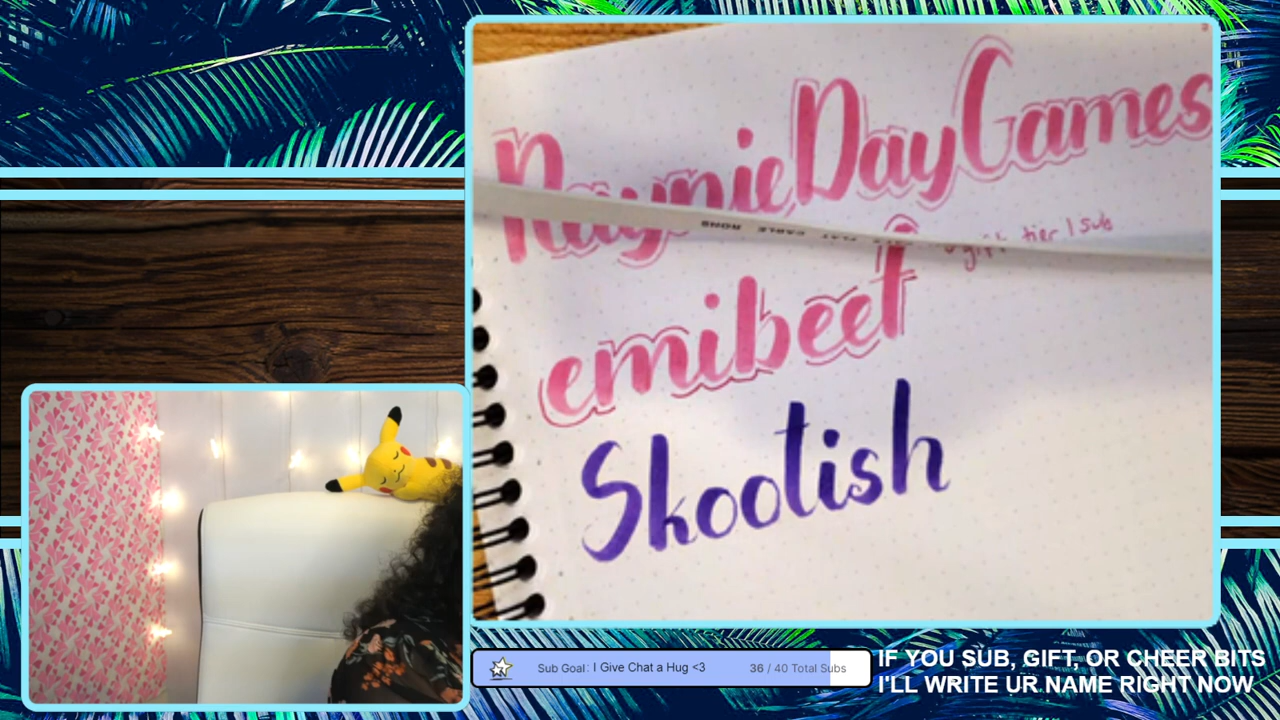 RaynieDayGames
gift tier 1 sub
emibeef
Skootish
Sub Goal: I Give Chat a Hug <3 36 / 40 Total Subs
IF YOU SUB, GIFT, OR CHEER BITS
I'LL WRITE UR NAME RIGHT NOW